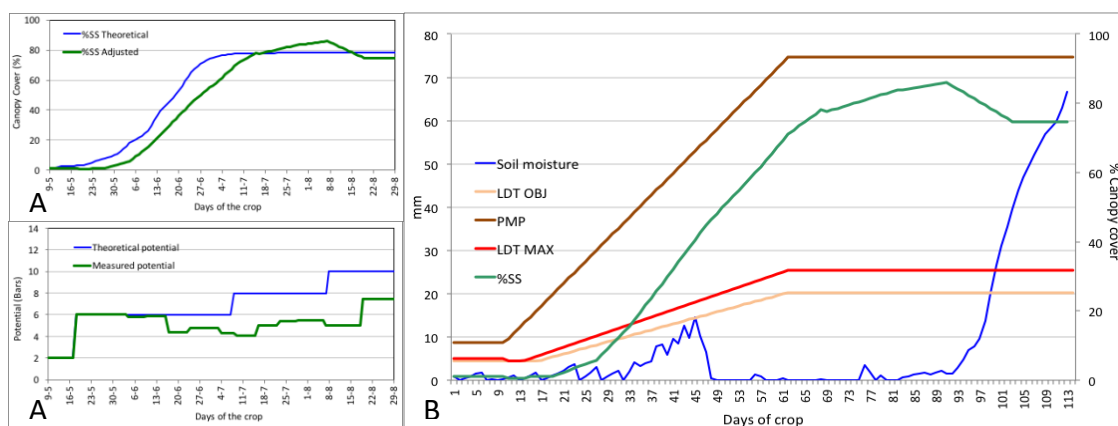 100
80
60
40
20
0
%SS Theoretical
%SS Adjusted
Canopy Cover (%)
9-5 16-5 23-5 30-5 6-6 13-6 20-6 27-6 4-7 11-7 18-7 25-7 1-8 8-8 15-8 22-8 29-8
A
Days of the crop
14
12
10
8
6
4
2
0
Theoretical potential
Measured potential
Potential (Bars)
9-5 16-5 23-5 30-5 6-6 13-6 20-6 27-6 4-7 11-7 18-7 25-7 1-8 8-8 15-8 22-8 29-8
A
Days of the crop
80
70
60
50
40
30
20
10
0
mm
Soil moisture
LDT OBJ
PMP
LDT MAX
%SS
100
80
60
40
20
0
% Canopy cover
1 5 9 13 17 21 25 29 33 37 41 45 49 53 57 61 65 69 73 77 81 85 89 93 97 101 105 109 113
B
Days of crop